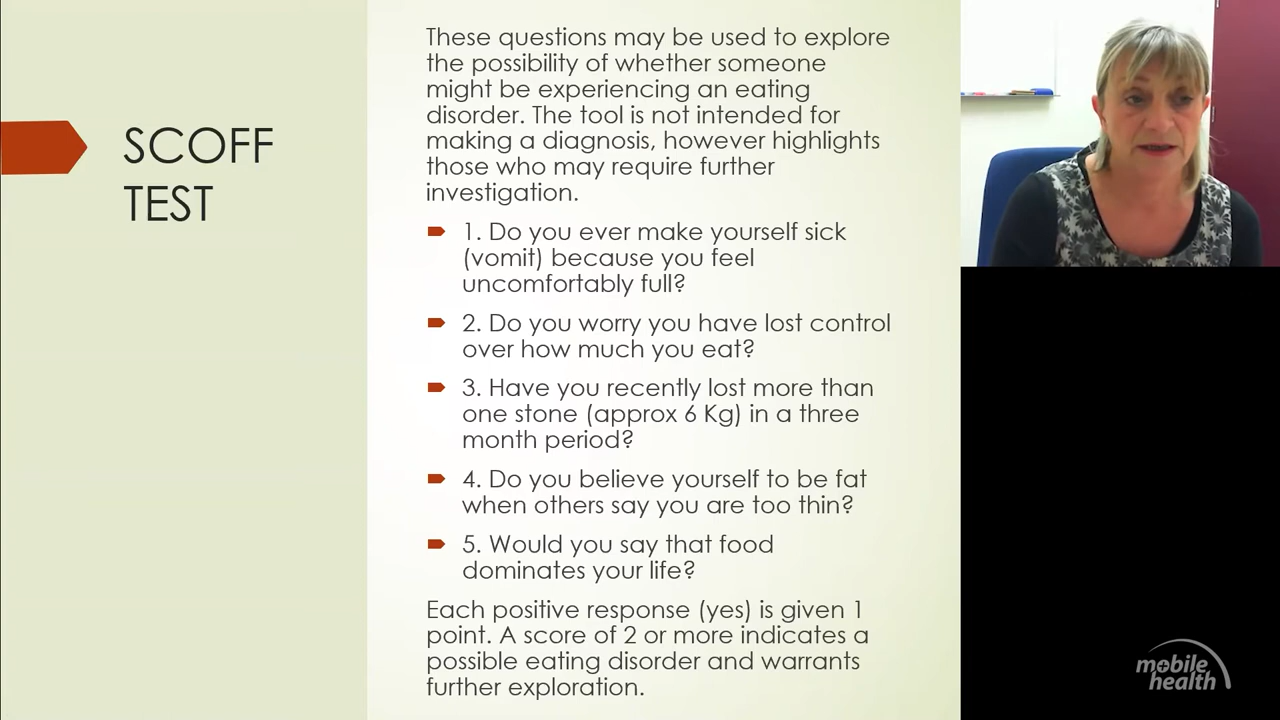 SCOFF
TEST
These questions may be used to explore
the possibility of whether someone
might be experiencing an eating
disorder. The tool is not intended for
making a diagnosis, however highlights
those who may require further
investigation.
1. Do you ever make yourself sick
(vomit) because you feel
uncomfortably full?
2. Do you worry you have lost control
over how much you eat?
3. Have you recently lost more than
one stone (approx 6 Kg) in a three
month period?
4. Do you believe yourself to be fat
when others say you are too thin?
5. Would you say that food
dominates your life?
Each positive response (yes) is given 1
point. A score of 2 or more indicates a
possible eating disorder and warrants
further exploration.
mobile
health